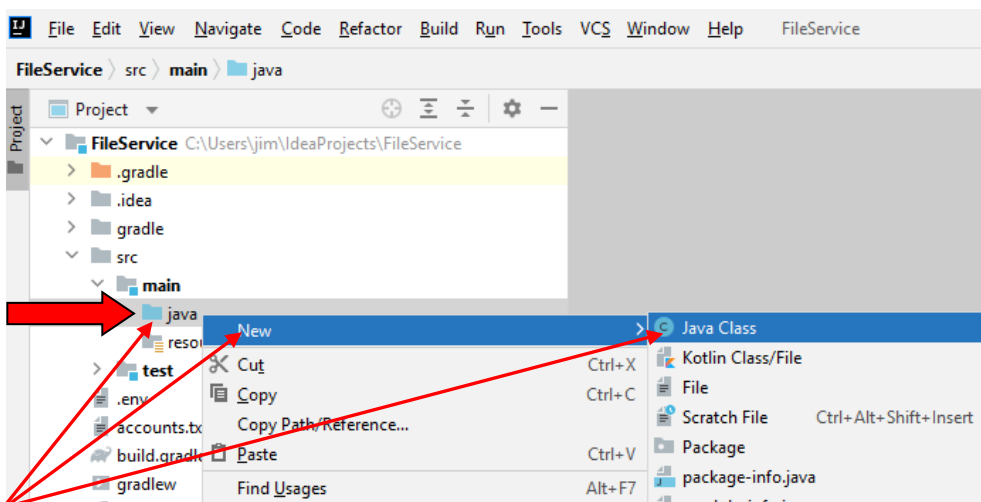 IJ File Edit View Navigate Code Refactor Build Run Tools VCS Window Help FileService
FileService 〉 src 〉 main 〉 java
Project
Project
FileService C:\Users\jim\IdeaProjects\FileService
.gradle
.idea
gradle
src
main
java
New
C Java Class
Kotlin Class/File
test
Cut Ctrl+X
File
.env
Copy Ctrl+C
Scratch File Ctrl+Alt+Shift+Insert
accounts.tx
Copy Path/Reference...
Package
Paste Ctrl+V
package-info.java
gradlew
Find Usages Alt+F7